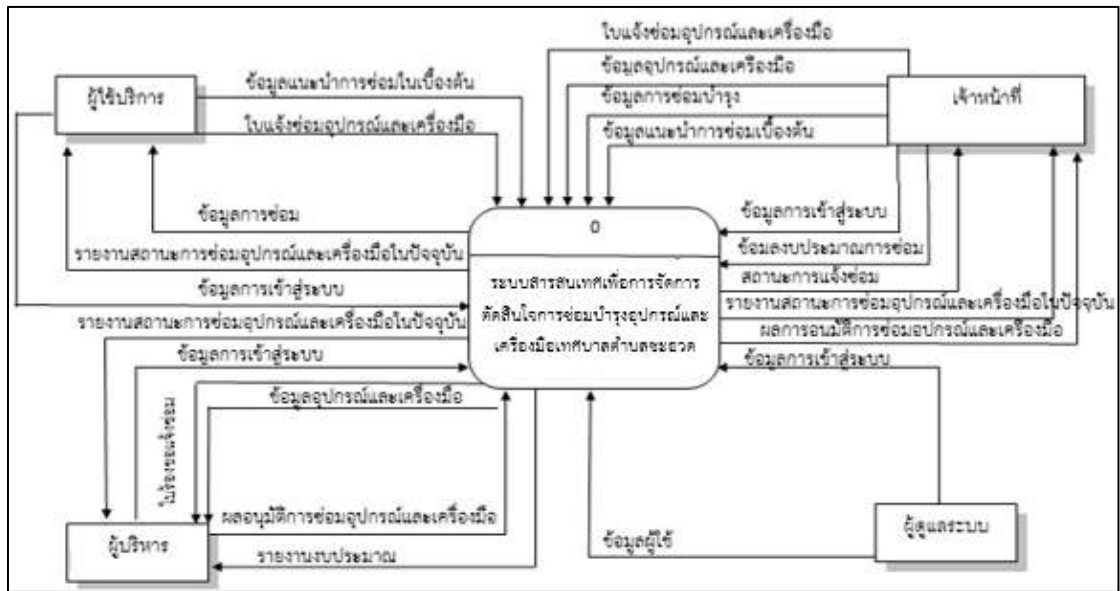 ใบแจ้งซ่อมอุปกรณ์และเครื่องมือ
ข้อมูลอุปกรณ์และเครื่องมือ
ข้อมูลการซ่อมบำรุง
ข้อมูลแนะนำการซ่อมเบื้องต้น
เจ้าหน้าที่
ผู้ใช้บริการ
ข้อมูลแนะนำการซ่อมในเบื้องต้น
ใบแจ้งซ่อมอุปกรณ์และเครื่องมือ
ข้อมูลการซ่อม
รายงานสถานะการซ่อมอุปกรณ์และเครื่องมือในปัจจุบัน
ข้อมูลการเข้าสู่ระบบ
รายงานสถานะการซ่อมอุปกรณ์และเครื่องมือในปัจจุบัน
ข้อมูลการเข้าสู่ระบบ
ข้อมูลอุปกรณ์และเครื่องมือ
0
ระบบสารสนเทศเพื่อการจัดการ
ตัดสินใจการซ่อมบำรุงอุปกรณ์และ
เครื่องมือเทศบาลตำบลชะอวด
ข้อมูลการเข้าสู่ระบบ
ข้อมลงบประมาณการซ่อม
สถานะการแจ้งซ่อม
รายงานสถานะการซ่อมอุปกรณ์และเครื่องมือในปัจจุบัน
ผลการอนุมัติการซ่อมอุปกรณ์และเครื่องมือ
ข้อมูลการเข้าสู่ระบบ
ใบร้องขอแจ้งซ่อม
ผู้บริหาร
ผลอนุมัติการซ่อมอุปกรณ์และเครื่องมือ
รายงานงบประมาณ
ข้อมูลผู้ใช้
ผู้ดูแลระบบ